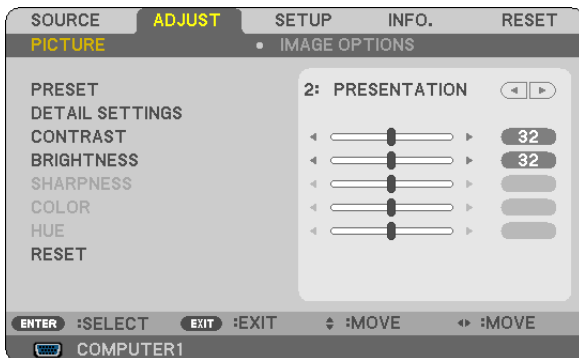 SOURCE ADJUST SETUP INFO. RESET
PICTURE • IMAGE OPTIONS
PRESET 2: PRESENTATION
DETAIL SETTINGS
CONTRAST 32
BRIGHTNESS 32
SHARPNESS
COLOR
HUE
RESET
ENTER :SELECT EXIT :EXIT :MOVE :MOVE
COMPUTER1